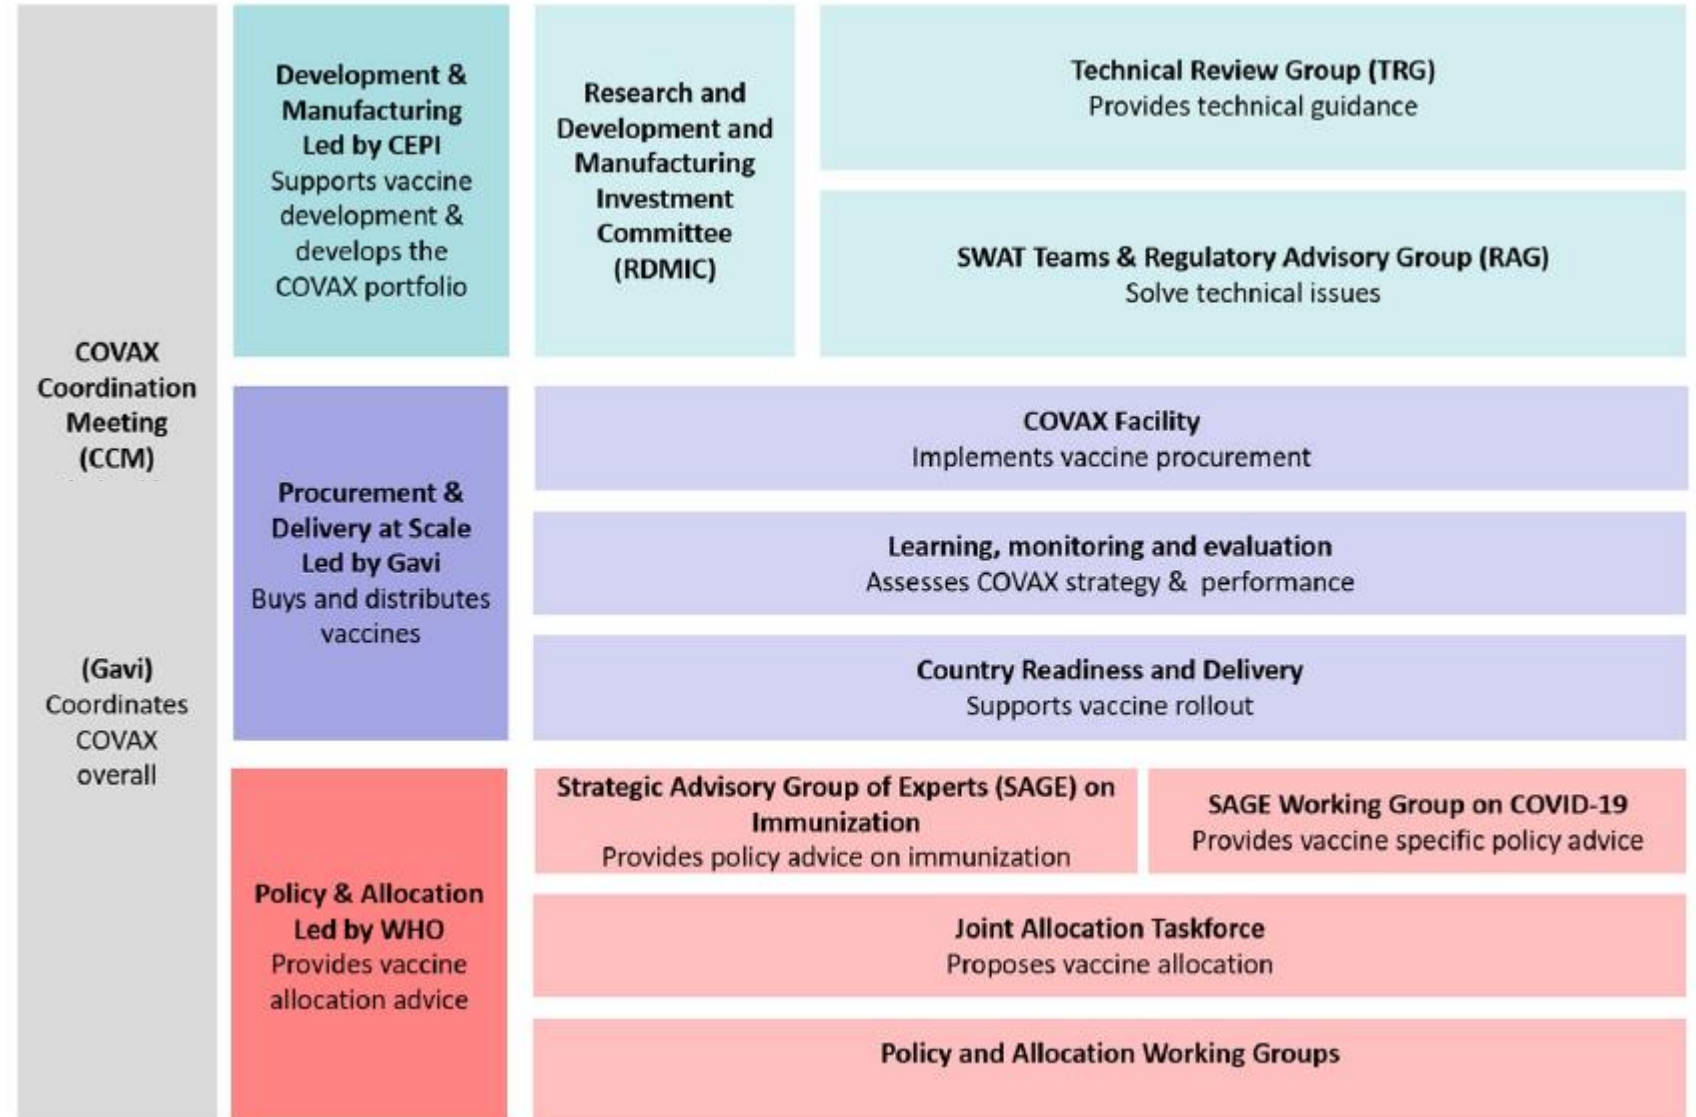 COVAX
Coordination
Meeting
(CCM)
(Gavi)
Coordinates
COVAX
overall
Development &
Manufacturing
Led by CEPI
Supports vaccine
development &
develops the
COVAX portfolio
Research and
Development and
Manufacturing
Investment
Committee
(RDMIC)
Technical Review Group (TRG)
Provides technical guidance
SWAT Teams & Regulatory Advisory Group (RAG)
Solve technical issues
Procurement &
Delivery at Scale
Led by Gavi
Buys and distributes
vaccines
COVAX Facility
Implements vaccine procurement
Learning, monitoring and evaluation
Assesses COVAX strategy & performance
Country Readiness and Delivery
Supports vaccine rollout
Policy & Allocation
Led by WHO
Provides vaccine
allocation advice
Strategic Advisory Group of Experts (SAGE) on
Immunization
Provides policy advice on immunization
SAGE Working Group on COVID-19
Provides vaccine specific policy advice
Joint Allocation Taskforce
Proposes vaccine allocation
Policy and Allocation Working Groups